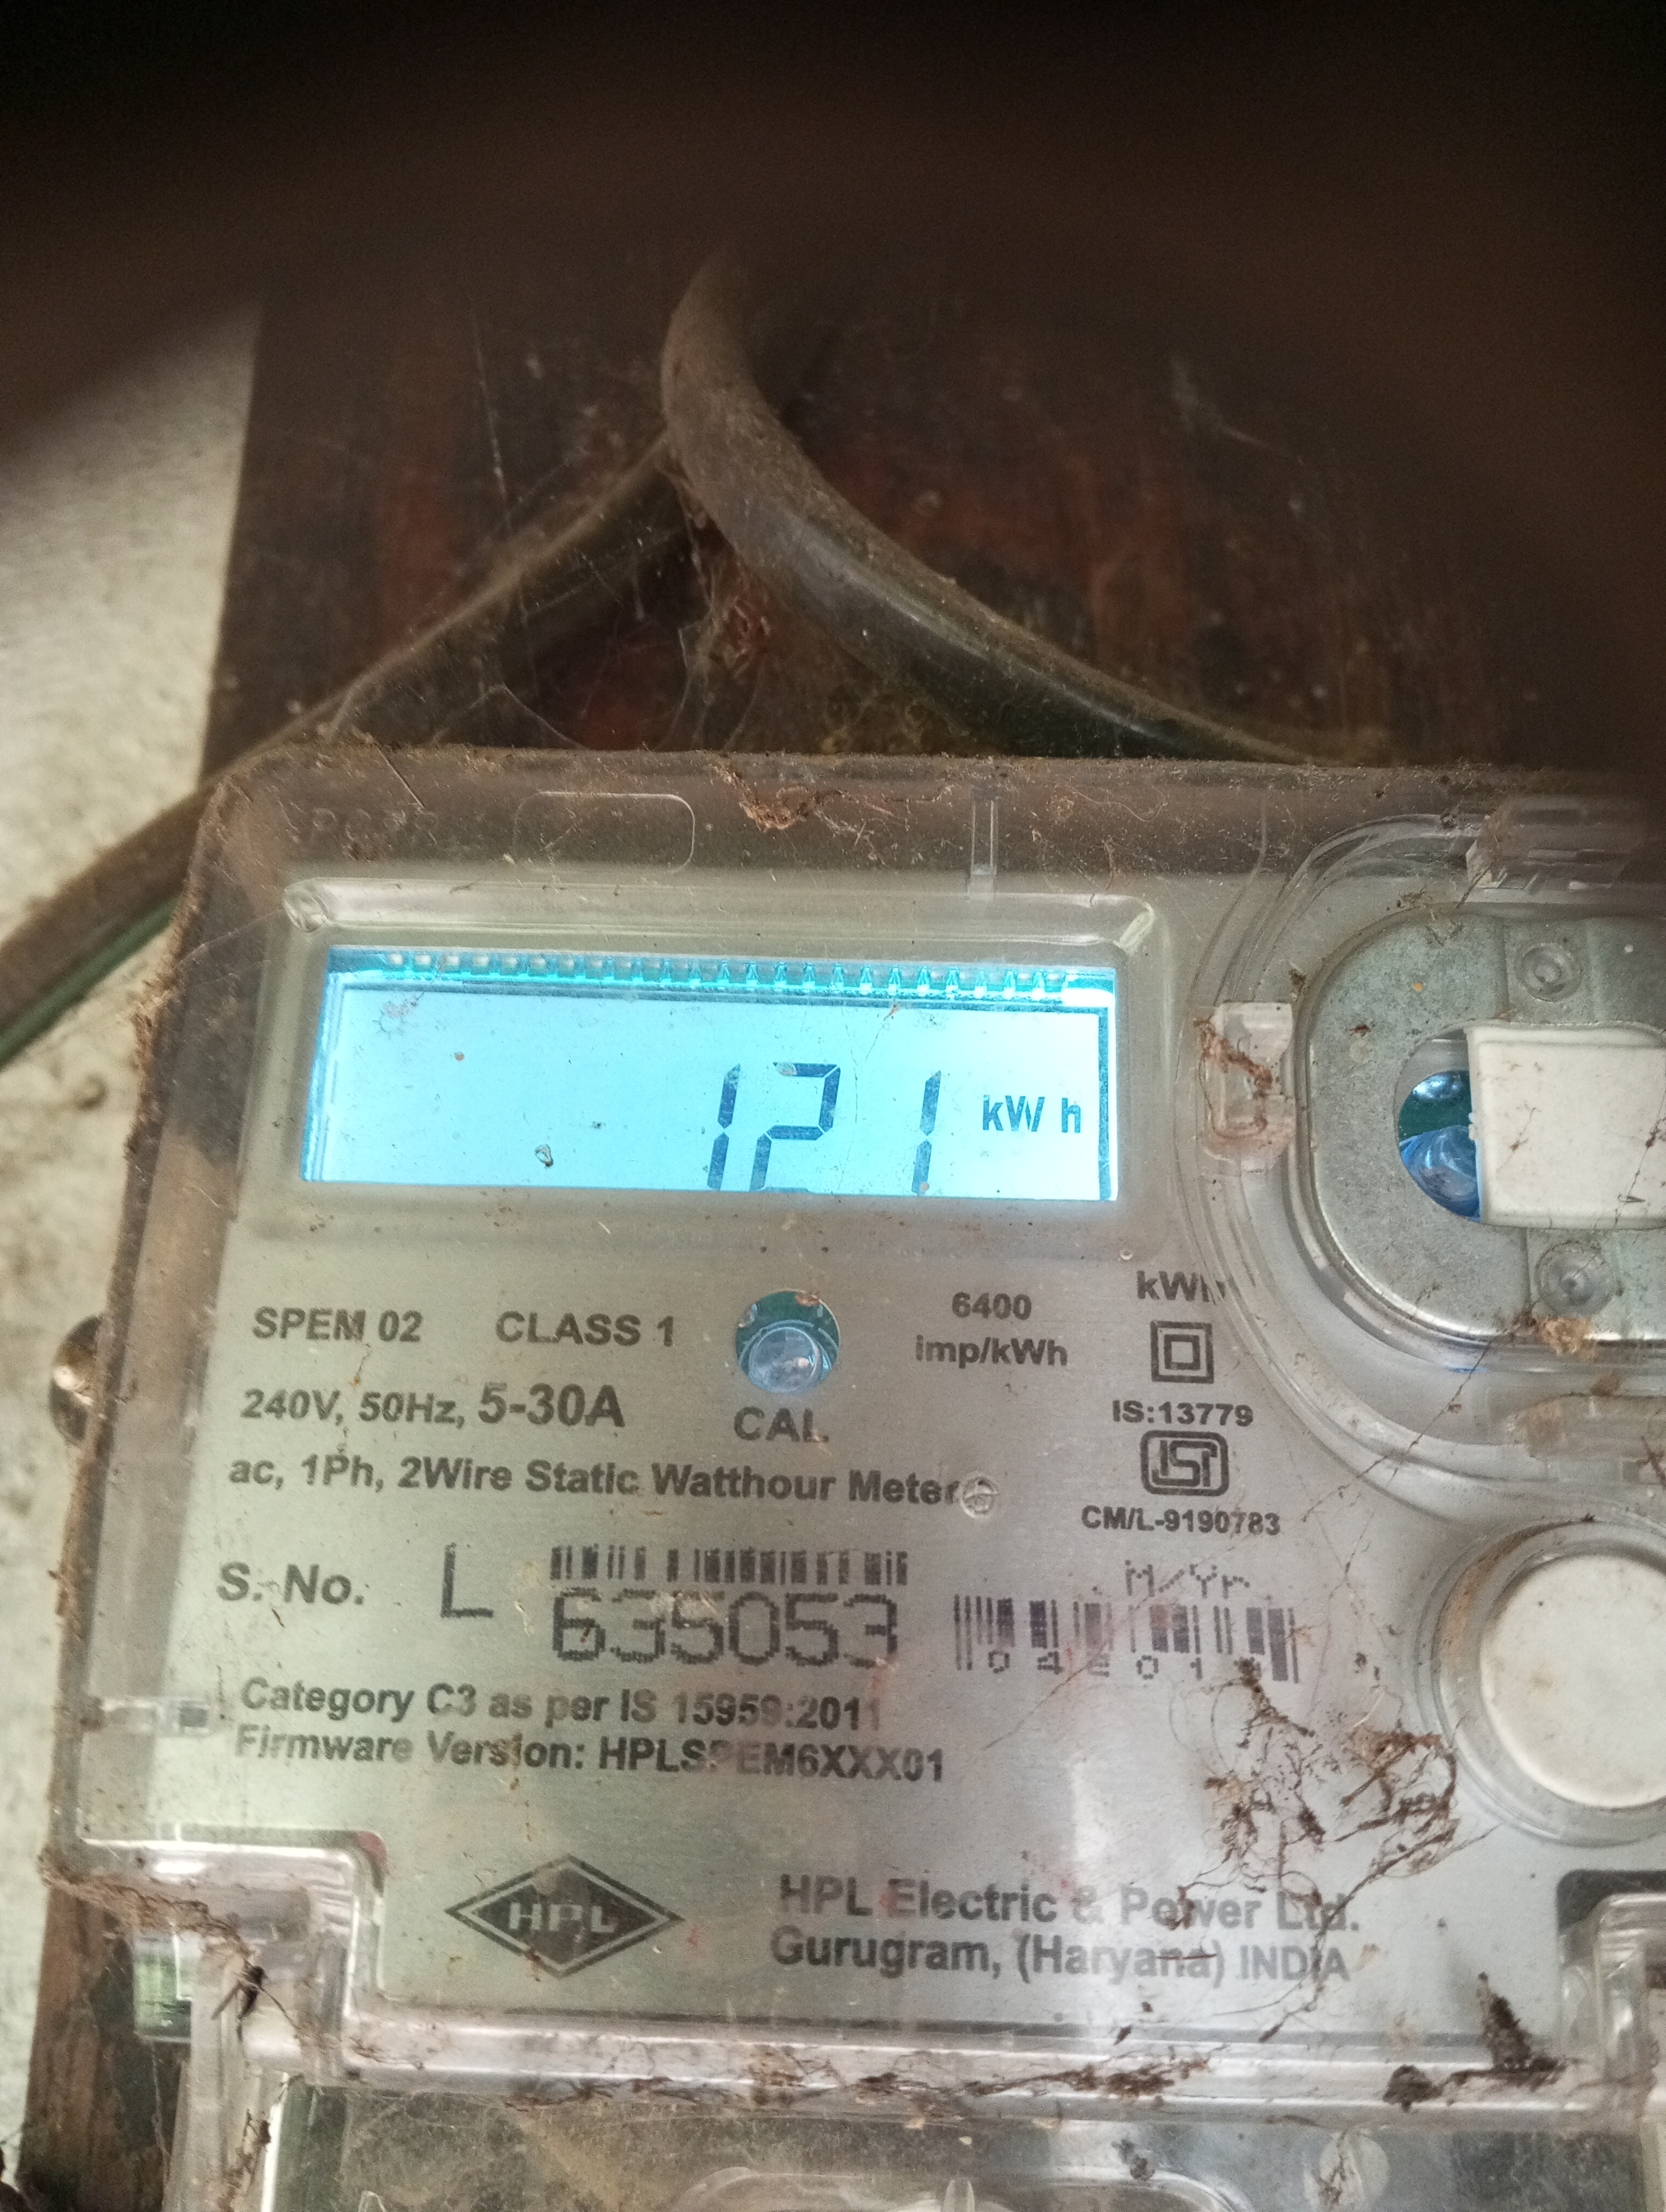 121 kWh
SPEM 02 CLASS 1
6400 imp/kWh
kWh
240V, 50Hz, 5-30A
CAL
IS:13779
ISI
ac, 1Ph, 2Wire Static Watthour Meter
CM/L-9190783
S. No. L 635053
M/Yr.
Category C3 as per IS 15959:2011
Firmware Version: HPLSPEM6XXX01
HPL
HPL Electric & Power Ltd.
Gurugram, (Haryana) INDIA